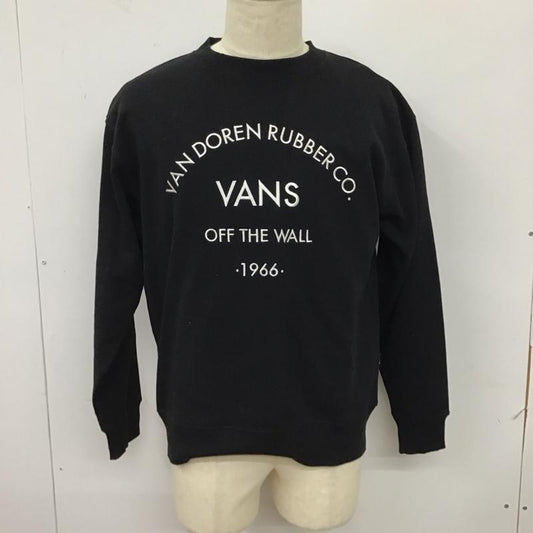 VAN DOREN RUBBER CO.
VANS
OFF THE WALL
·1966·